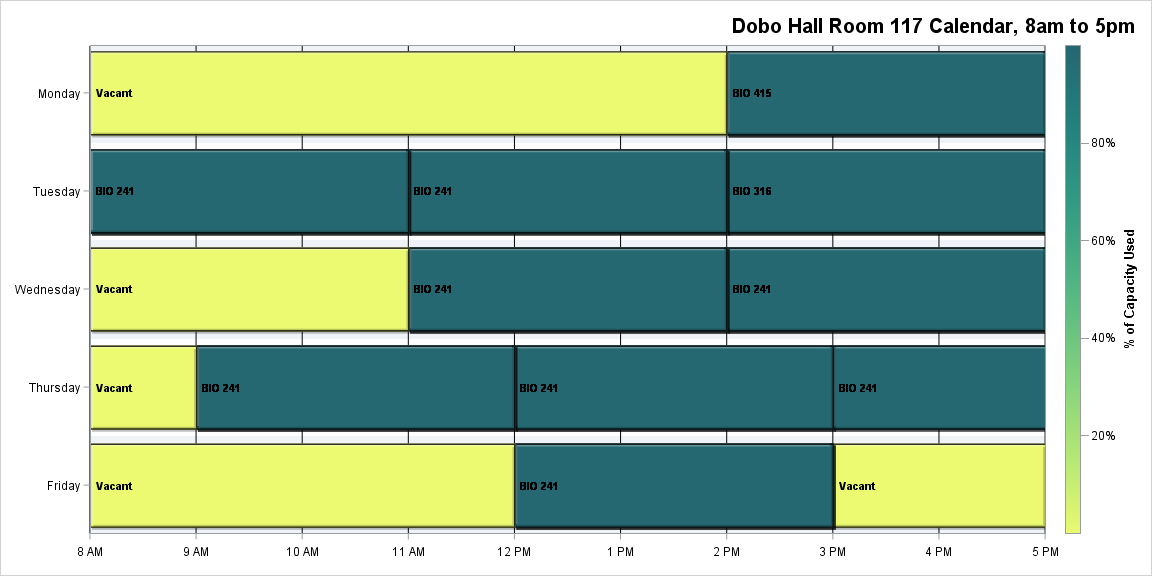 Dobo Hall Room 117 Calendar, 8am to 5pm
Monday
Vacant
BIO 415
Tuesday
BIO 241
BIO 241
BIO 316
Wednesday
Vacant
BIO 241
BIO 241
Thursday
Vacant
BIO 241
BIO 241
BIO 241
Friday
Vacant
BIO 241
Vacant
8 AM
9 AM
10 AM
11 AM
12 PM
1 PM
2 PM
3 PM
4 PM
5 PM
80%
60%
40%
20%
% of Capacity Used